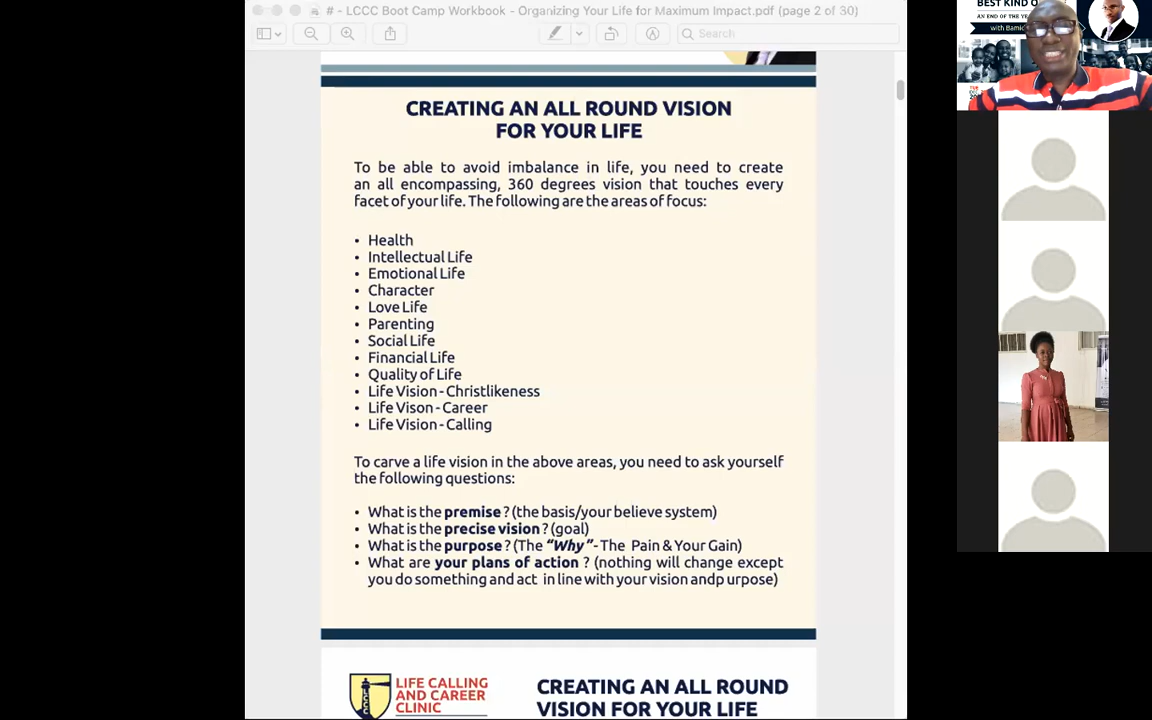 # - LCCC Boot Camp Workbook - Organizing Your Life for Maximum Impact.pdf (page 2 of 30)
Search
CREATING AN ALL ROUND VISION
FOR YOUR LIFE
To be able to avoid imbalance in life, you need to create
an all encompassing, 360 degrees vision that touches every
facet of your life. The following are the areas of focus:
• Health
• Intellectual Life
• Emotional Life
• Character
• Love Life
• Parenting
• Social Life
• Financial Life
• Quality of Life
• Life Vision - Christlikeness
• Life Vison - Career
• Life Vision - Calling
To carve a life vision in the above areas, you need to ask yourself
the following questions:
• What is the premise ? (the basis/your believe system)
• What is the precise vision ? (goal)
• What is the purpose ? (The "Why" - The Pain & Your Gain)
• What are your plans of action ? (nothing will change except
you do something and act in line with your vision andp urpose)
LIFE CALLING
AND CAREER
CLINIC
CREATING AN ALL ROUND
VISION FOR YOUR LIFE
BEST KIND O
AN END OF THE YE
with Bamid